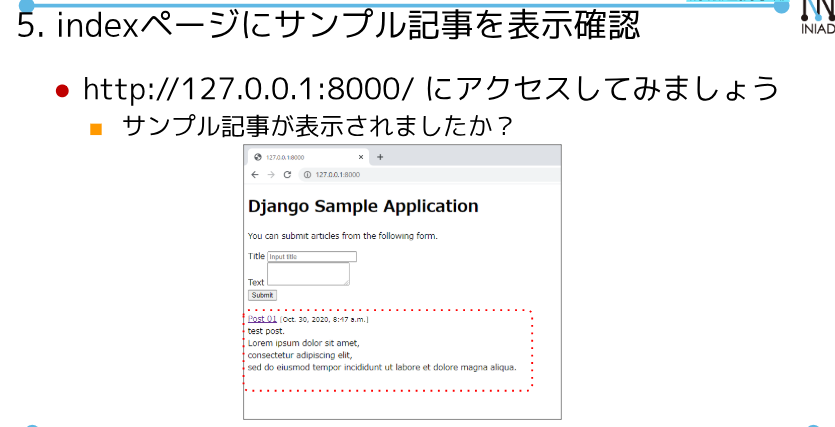 5. indexページにサンプル記事を表示確認
INIAD
http://127.0.0.1:8000/ にアクセスしてみましょう
サンプル記事が表示されましたか？
127.0.0.1:8000
127.0.0.1:8000
Django Sample Application
You can submit articles from the following form.
Title Input title
Text
Submit
Post 01 (Oct. 30, 2020, 8:47 a.m.)
test post.
Lorem ipsum dolor sit amet,
consectetur adipiscing elit,
sed do eiusmod tempor incididunt ut labore et dolore magna aliqua.